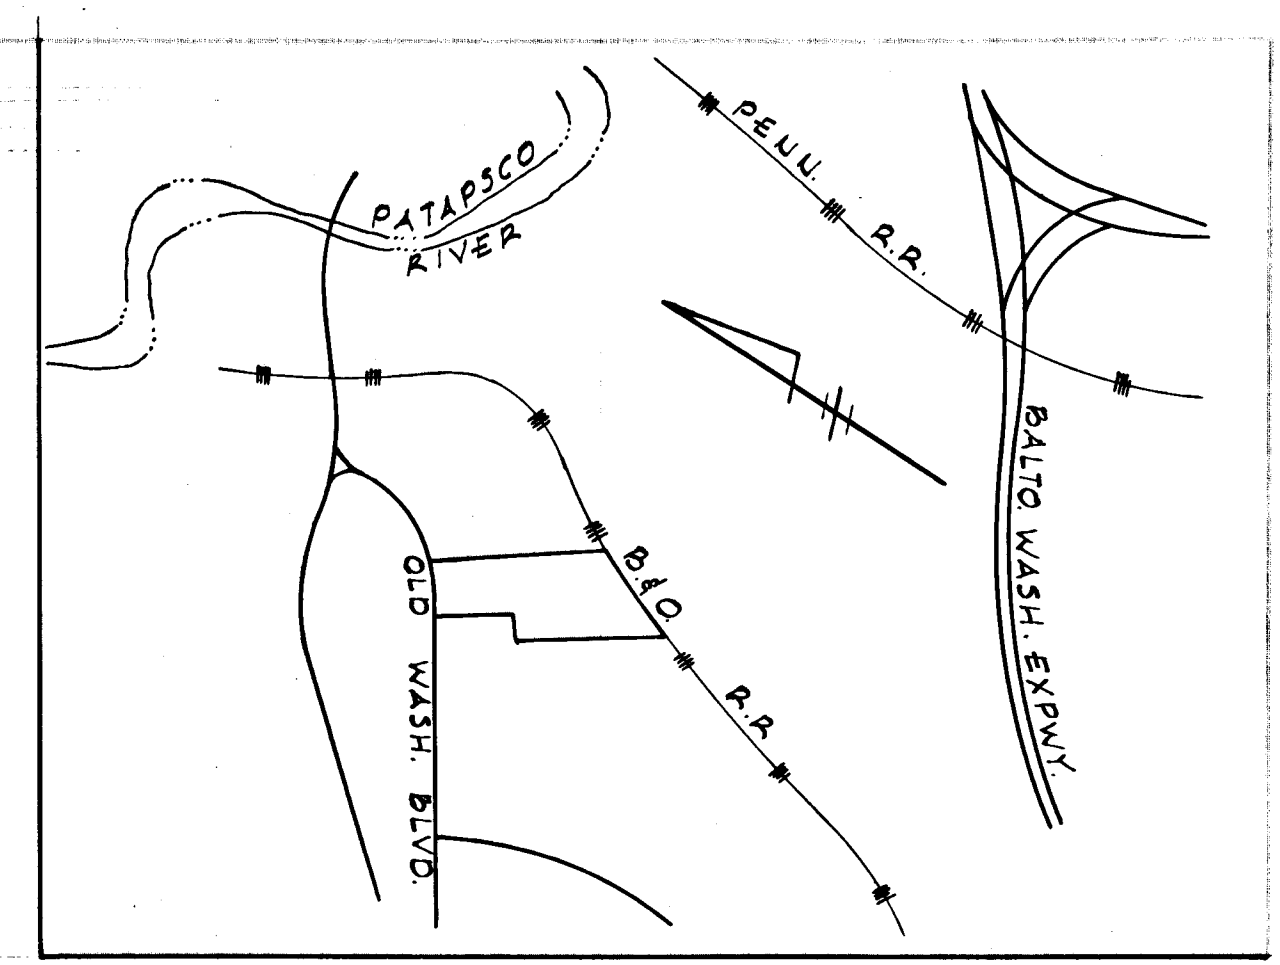 PATAPSCO
RIVER
PENN.
R.R.
BALTO. WASH. EXPWY.
B.&O.
R.R
OLD WASH. BLVD.